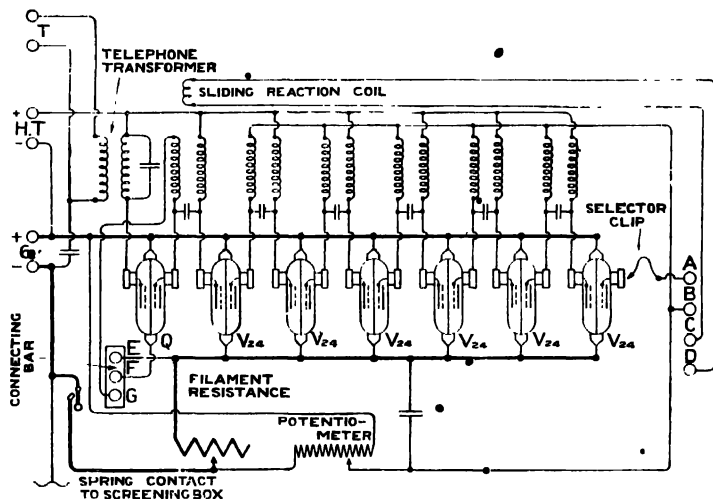 T
TELEPHONE
TRANSFORMER
SLIDING REACTION COIL
+
H.T
-
+
-
SELECTOR
CLIP
A
B
C
D
Q
V24
V24
V24
V24
V24
V24
E
F
G
CONNECTING
BAR
FILAMENT
RESISTANCE
POTENTIO-
METER
SPRING CONTACT
TO SCREENING BOX